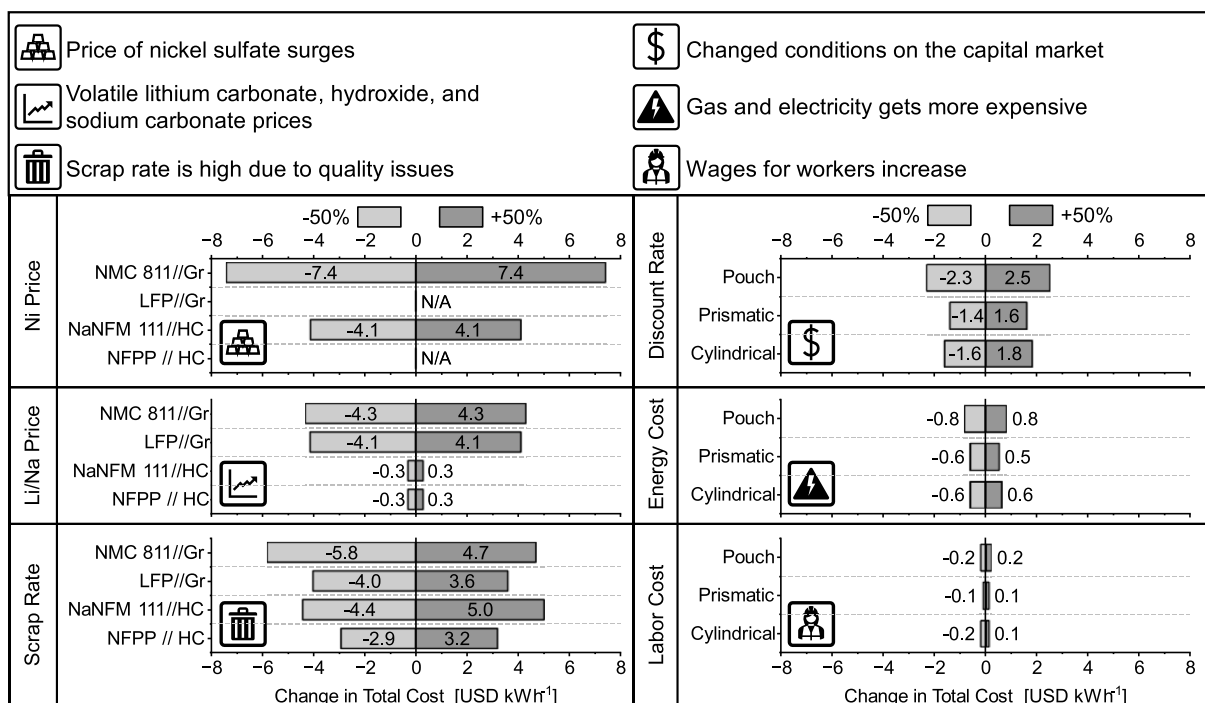 Price of nickel sulfate surges
Volatile lithium carbonate, hydroxide, and
sodium carbonate prices
Scrap rate is high due to quality issues
$ Changed conditions on the capital market
Gas and electricity gets more expensive
Wages for workers increase
Ni Price
-50% +50%
−8 −6 −4 −2 0 2 4 6 8
NMC 811//Gr -7.4 7.4
LFP//Gr N/A
NaNFM 111//HC -4.1 4.1
NFPP // HC N/A
Li/Na Price
NMC 811//Gr -4.3 4.3
LFP//Gr -4.1 4.1
NaNFM 111//HC -0.3 0.3
NFPP // HC -0.3 0.3
Scrap Rate
NMC 811//Gr -5.8 4.7
LFP//Gr -4.0 3.6
NaNFM 111//HC -4.4 5.0
NFPP // HC -2.9 3.2
−8 −6 −4 −2 0 2 4 6 8
Change in Total Cost [USD kWh⁻¹]
Discount Rate
-50% +50%
−8 −6 −4 −2 0 2 4 6 8
Pouch -2.3 2.5
Prismatic -1.4 1.6
Cylindrical $ -1.6 1.8
Energy Cost
Pouch -0.8 0.8
Prismatic -0.6 0.5
Cylindrical -0.6 0.6
Labor Cost
Pouch -0.2 0.2
Prismatic -0.1 0.1
Cylindrical -0.2 0.1
−8 −6 −4 −2 0 2 4 6 8
Change in Total Cost [USD kWh⁻¹]